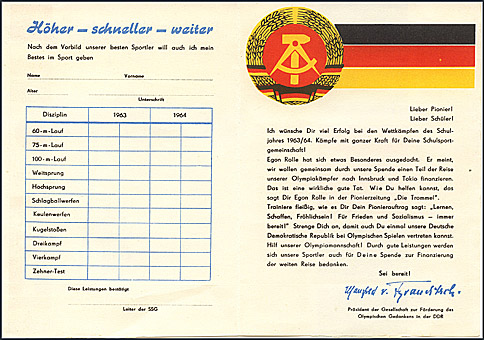 Höher – schneller – weiter
Nach dem Vorbild unserer besten Sportler will auch ich mein
Bestes im Sport geben
Name Vorname
Alter
Unterschrift
Disziplin 1963 1964
60-m-Lauf
75-m-Lauf
100-m-Lauf
Weitsprung
Hochsprung
Schlagballwerfen
Keulenwerfen
Kugelstoßen
Dreikampf
Vierkampf
Zehner-Test
Diese Leistungen bestätigt
Leiter der SSG
Lieber Pionier!
Lieber Schüler!
Ich wünsche Dir viel Erfolg bei den Wettkämpfen des Schul-
jahres 1963/64. Kämpfe mit ganzer Kraft für Deine Schulsport-
gemeinschaft!
Egon Rolle hat sich etwas Besonderes ausgedacht. Er meint,
wir wollen gemeinsam durch unsere Spende einen Teil der Reise
unserer Olympiakämpfer nach Innsbruck und Tokio finanzieren.
Das ist eine wirkliche gute Tat. Wie Du helfen kannst, das
sagt Dir Egon Rolle in der Pionierzeitung „Die Trommel".
Trainiere fleißig, wie es Dir Dein Pionierauftrag sagt: „Lernen,
Schaffen, Fröhlichsein! Für Frieden und Sozialismus – immer
bereit!" Strenge Dich an, damit auch Du einmal unsere Deutsche
Demokratische Republik bei Olympischen Spielen vertreten kannst.
Hilf unserer Olympiamannschaft! Durch gute Leistungen werden
sich unsere Sportler auch für Deine Spende zur Finanzierung
der weiten Reise bedanken.
Sei bereit!
Manfred v. Brauchitsch.
Präsident der Gesellschaft zur Förderung des
Olympischen Gedankens in der DDR